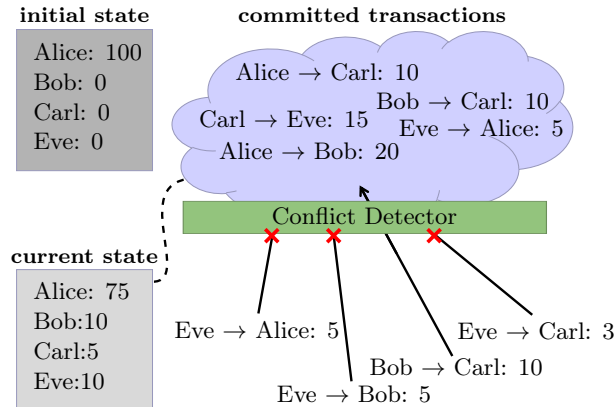 initial state
Alice: 100
Bob: 0
Carl: 0
Eve: 0
committed transactions
Alice → Carl: 10
Bob → Carl: 10
Carl → Eve: 15
Eve → Alice: 5
Alice → Bob: 20
Conflict Detector
current state
Alice: 75
Bob:10
Carl:5
Eve:10
Eve → Alice: 5
Eve → Carl: 3
Bob → Carl: 10
Eve → Bob: 5